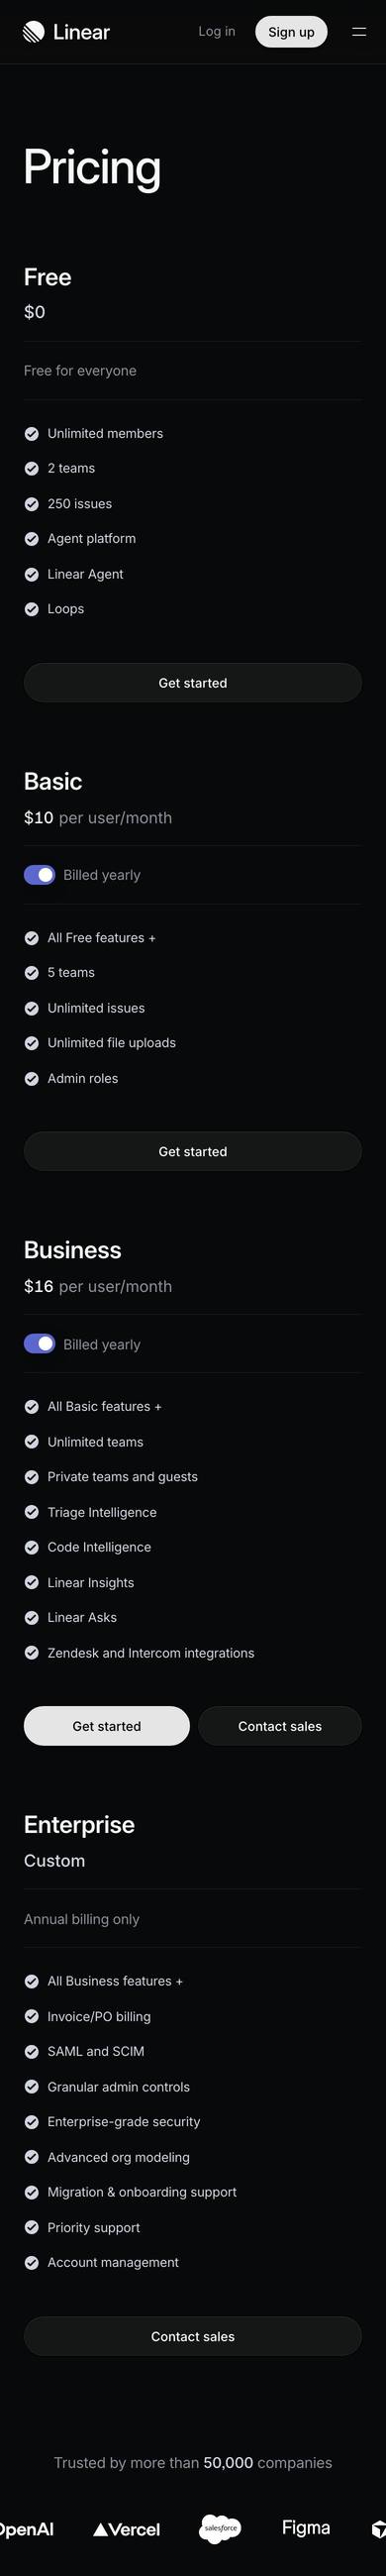 Linear
Log in
Sign up
Pricing
Free
$0
Free for everyone
Unlimited members
2 teams
250 issues
Agent platform
Linear Agent
Loops
Get started
Basic
$10 per user/month
Billed yearly
All Free features +
5 teams
Unlimited issues
Unlimited file uploads
Admin roles
Get started
Business
$16 per user/month
Billed yearly
All Basic features +
Unlimited teams
Private teams and guests
Triage Intelligence
Code Intelligence
Linear Insights
Linear Asks
Zendesk and Intercom integrations
Get started
Contact sales
Enterprise
Custom
Annual billing only
All Business features +
Invoice/PO billing
SAML and SCIM
Granular admin controls
Enterprise-grade security
Advanced org modeling
Migration & onboarding support
Priority support
Account management
Contact sales
Trusted by more than 50,000 companies
OpenAI
Vercel
salesforce
Figma